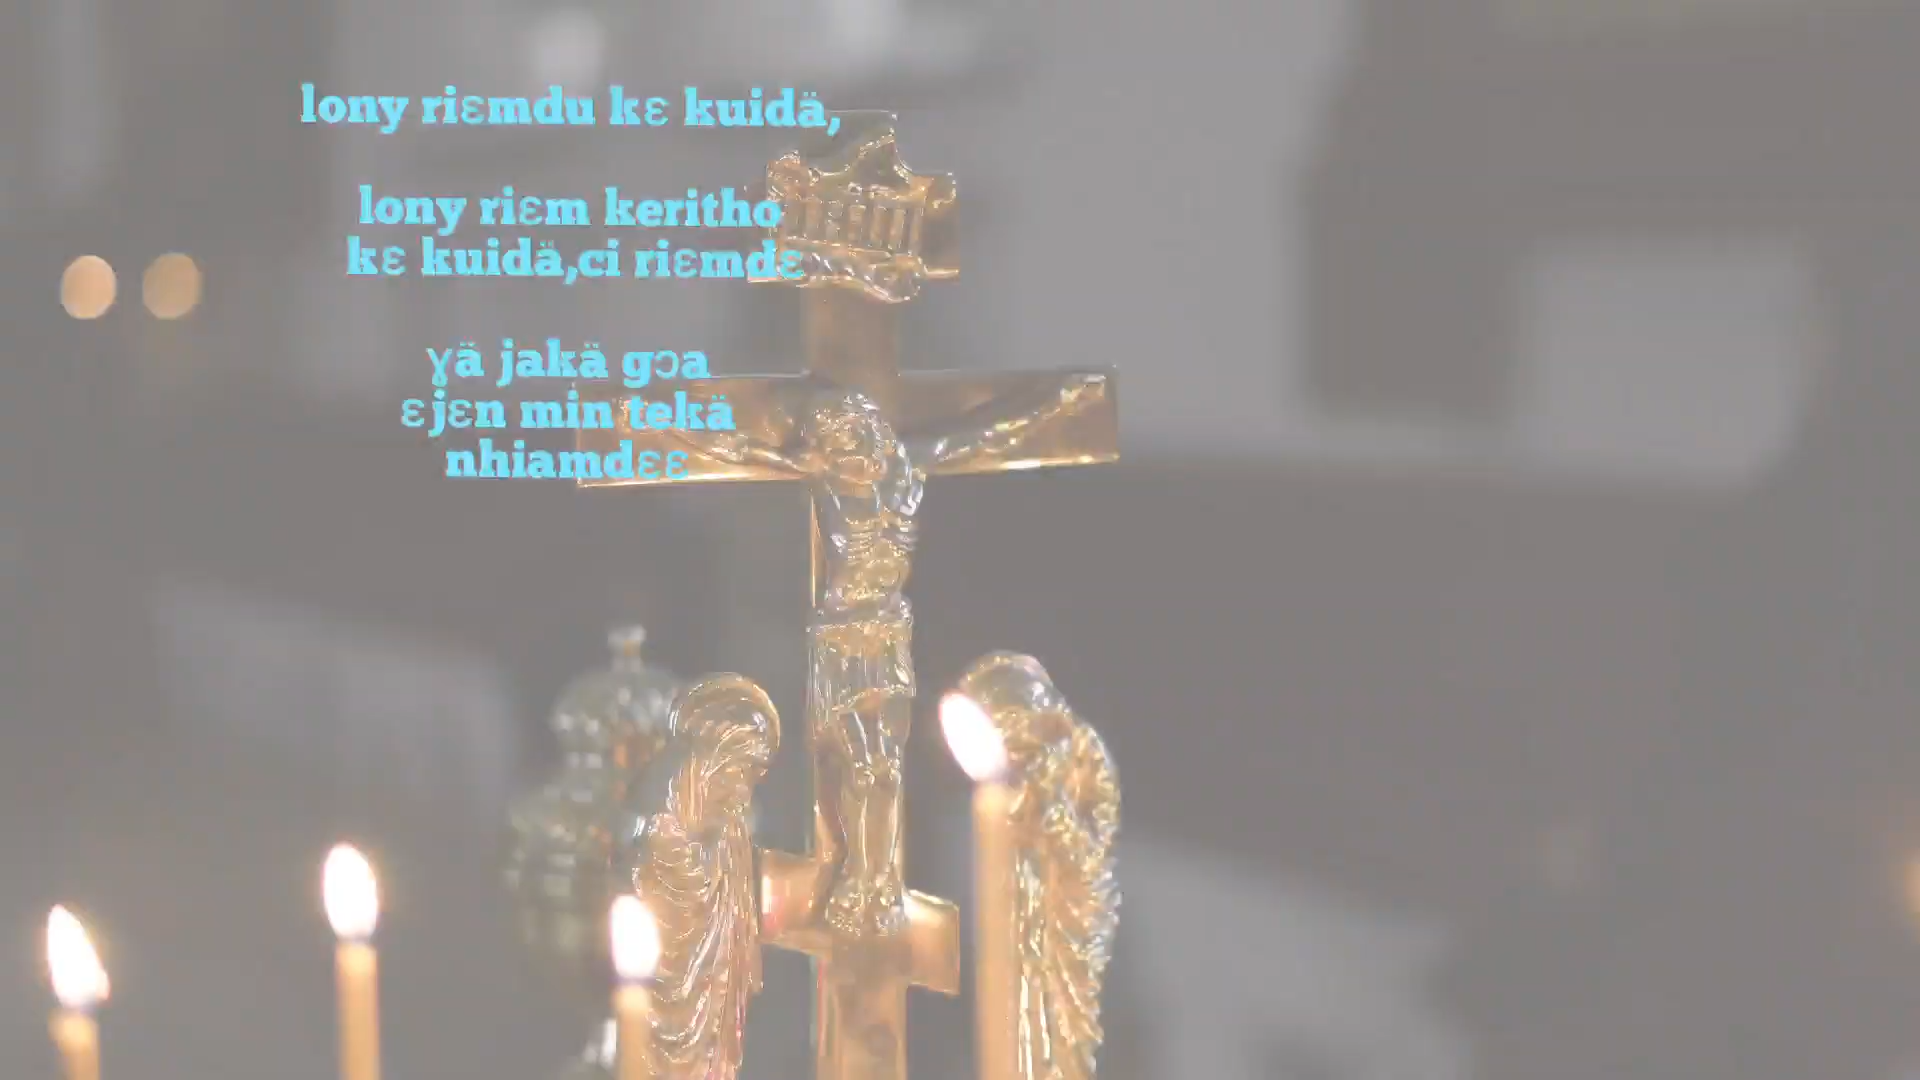 lony riɛmdu kɛ kuidä,
lony riɛm keritho
kɛ kuidä,ci riɛmdɛ
ɣä jakä gɔa
ɛjɛn min tekä
nhiamdɛɛ